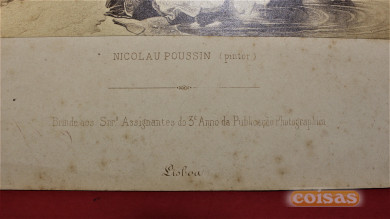 NICOLAU POUSSIN (pintor)
Brinde aos Snrs. Assignantes do 3º Anno da Publicação Photographica
Lisboa
coisas